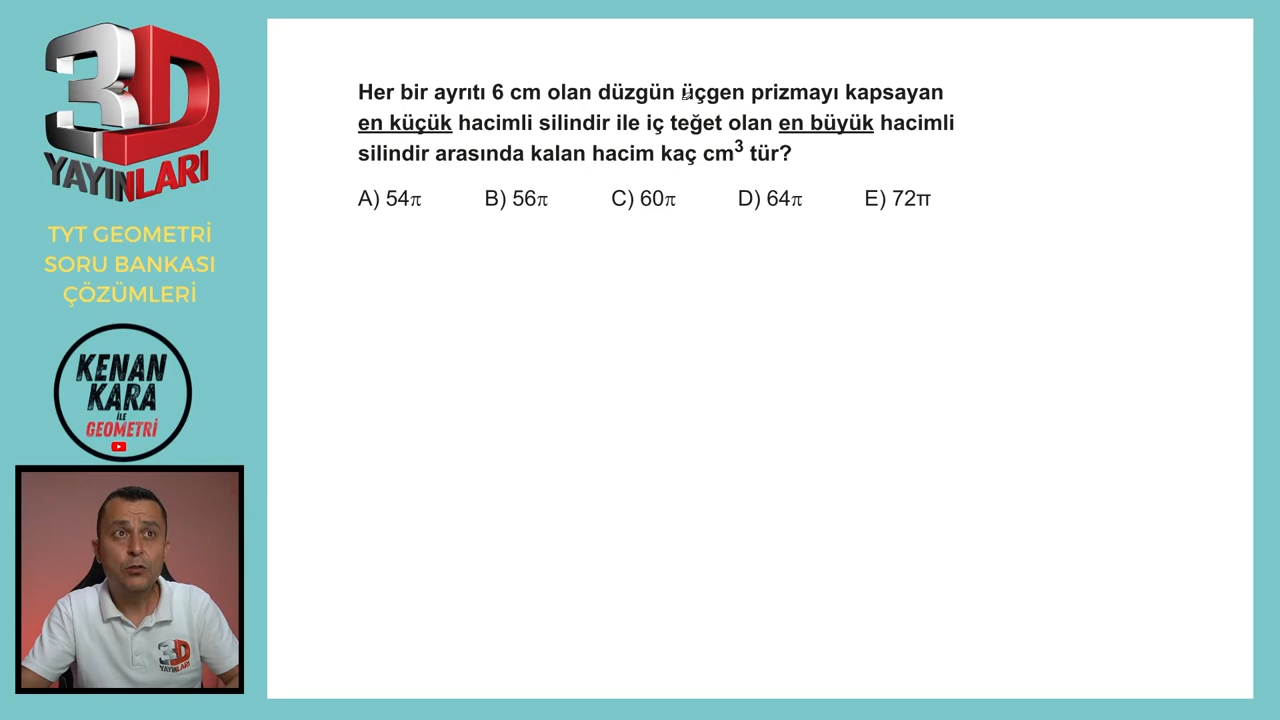 3D
YAYINLARI
TYT GEOMETRİ
SORU BANKASI
ÇÖZÜMLERİ
KENAN
KARA
İLE
GEOMETRİ
Her bir ayrıtı 6 cm olan düzgün üçgen prizmayı kapsayan
en küçük hacimli silindir ile iç teğet olan en büyük hacimli
silindir arasında kalan hacim kaç cm³ tür?
A) 54π B) 56π C) 60π D) 64π E) 72π
3D
YAYINLARI